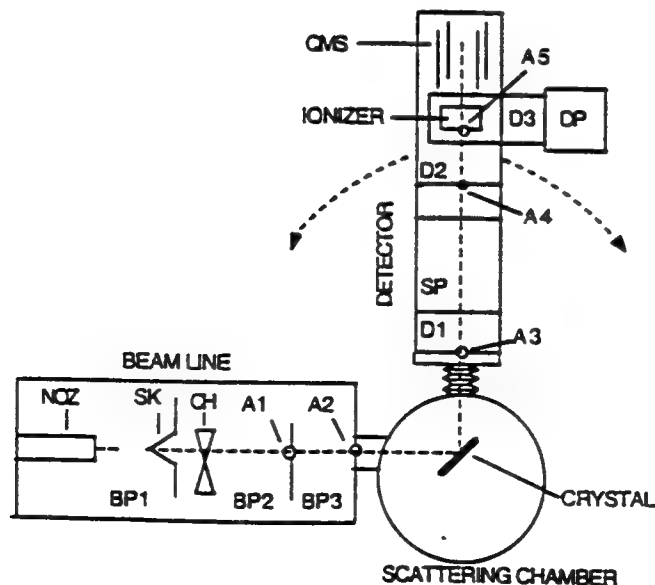 QMS
A5
IONIZER
D3
DP
D2
A4
DETECTOR
SP
D1
A3
BEAM LINE
NOZ
SK
CH
A1
A2
BP1
BP2
BP3
CRYSTAL
SCATTERING CHAMBER